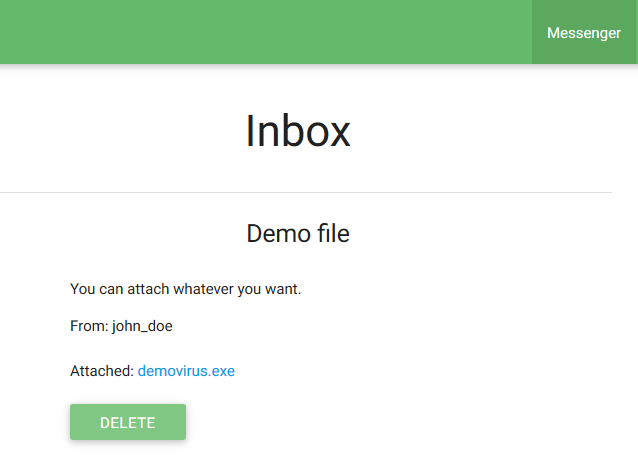 Messenger
Inbox
Demo file
You can attach whatever you want.
From: john_doe
Attached: demovirus.exe
DELETE